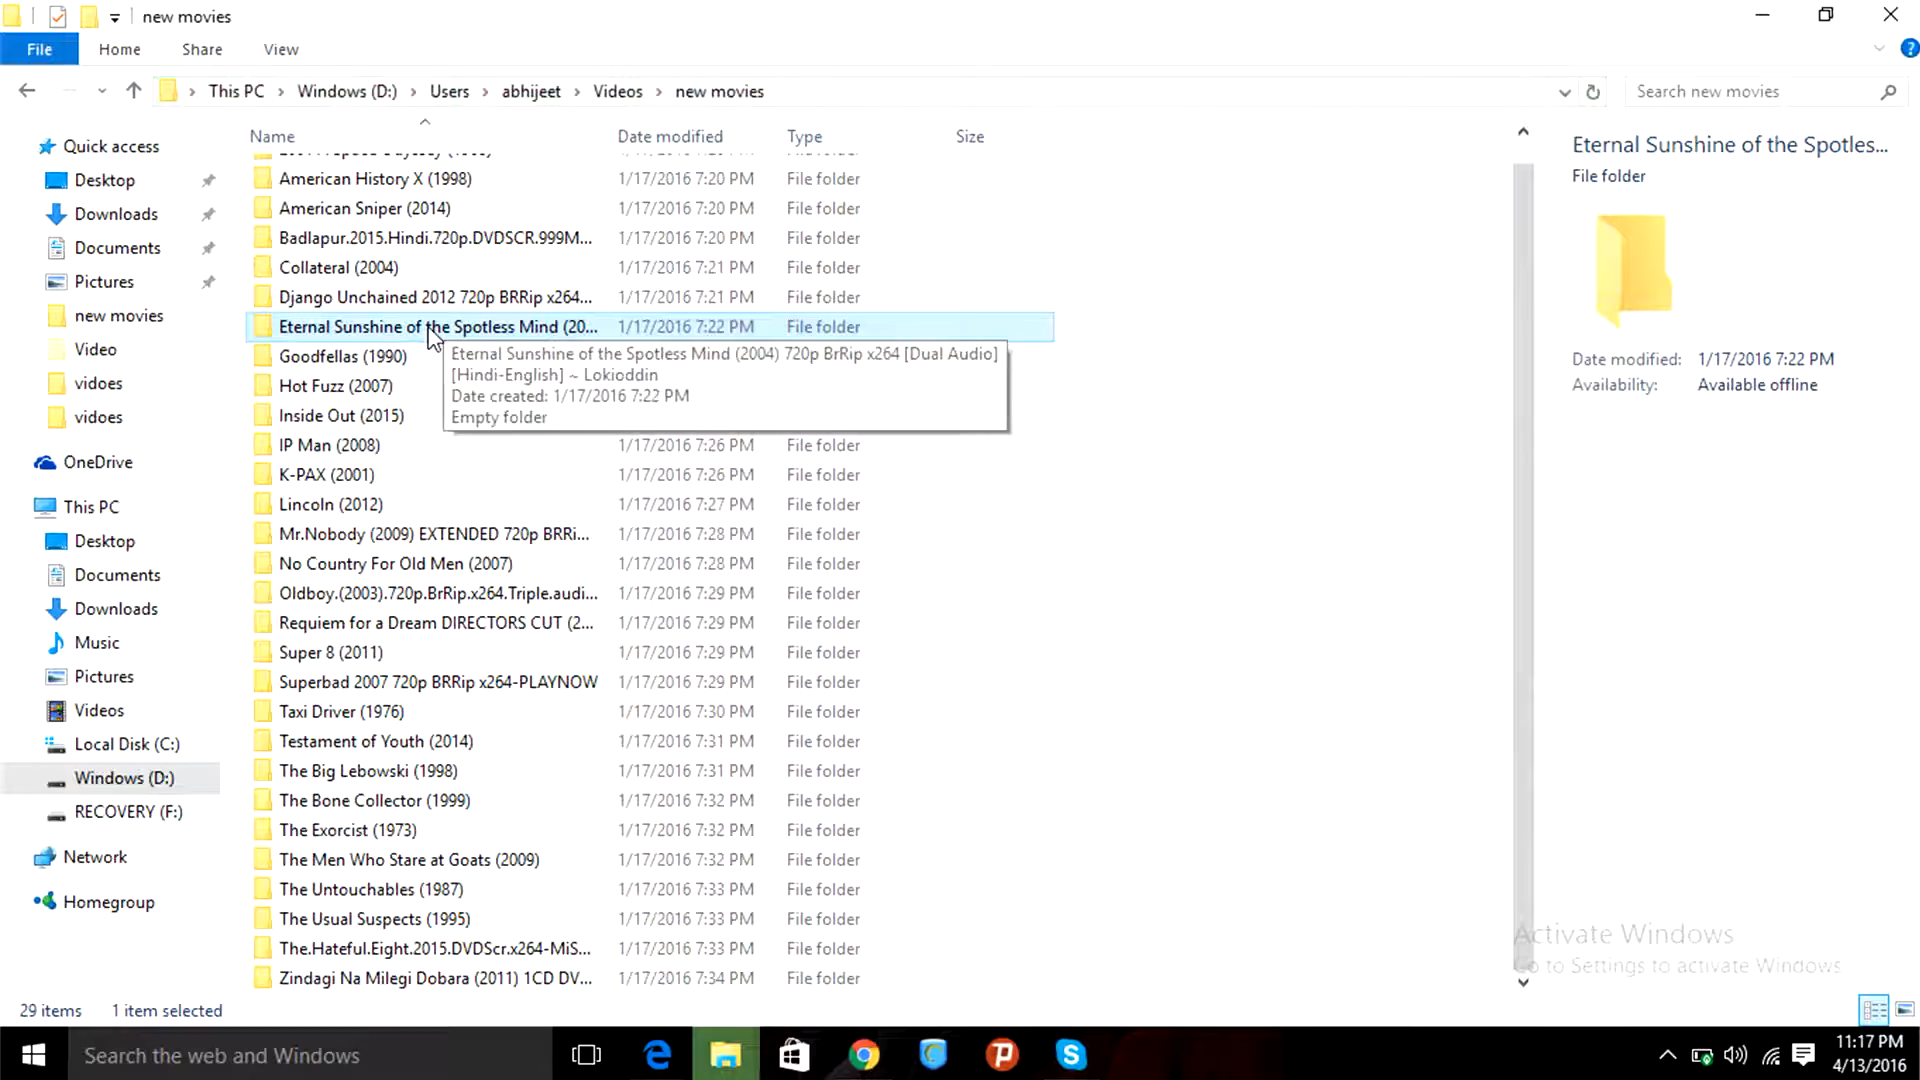 new movies
File Home Share View
This PC Windows (D:) Users abhijeet Videos new movies
Search new movies
Quick access
Desktop
Downloads
Documents
Pictures
new movies
Video
vidoes
vidoes
OneDrive
This PC
Desktop
Documents
Downloads
Music
Pictures
Videos
Local Disk (C:)
Windows (D:)
RECOVERY (F:)
Network
Homegroup
Name Date modified Type Size
American History X (1998) 1/17/2016 7:20 PM File folder
American Sniper (2014) 1/17/2016 7:20 PM File folder
Badlapur.2015.Hindi.720p.DVDSCR.999M... 1/17/2016 7:20 PM File folder
Collateral (2004) 1/17/2016 7:21 PM File folder
Django Unchained 2012 720p BRRip x264... 1/17/2016 7:21 PM File folder
Eternal Sunshine of the Spotless Mind (20... 1/17/2016 7:22 PM File folder
Goodfellas (1990)
Hot Fuzz (2007)
Inside Out (2015)
Eternal Sunshine of the Spotless Mind (2004) 720p BrRip x264 [Dual Audio]
[Hindi-English] ~ Lokioddin
Date created: 1/17/2016 7:22 PM
Empty folder
IP Man (2008) 1/17/2016 7:26 PM File folder
K-PAX (2001) 1/17/2016 7:26 PM File folder
Lincoln (2012) 1/17/2016 7:27 PM File folder
Mr.Nobody (2009) EXTENDED 720p BRRi... 1/17/2016 7:28 PM File folder
No Country For Old Men (2007) 1/17/2016 7:28 PM File folder
Oldboy.(2003).720p.BrRip.x264.Triple.audi... 1/17/2016 7:29 PM File folder
Requiem for a Dream DIRECTORS CUT (2... 1/17/2016 7:29 PM File folder
Super 8 (2011) 1/17/2016 7:29 PM File folder
Superbad 2007 720p BRRip x264-PLAYNOW 1/17/2016 7:29 PM File folder
Taxi Driver (1976) 1/17/2016 7:30 PM File folder
Testament of Youth (2014) 1/17/2016 7:31 PM File folder
The Big Lebowski (1998) 1/17/2016 7:31 PM File folder
The Bone Collector (1999) 1/17/2016 7:32 PM File folder
The Exorcist (1973) 1/17/2016 7:32 PM File folder
The Men Who Stare at Goats (2009) 1/17/2016 7:32 PM File folder
The Untouchables (1987) 1/17/2016 7:33 PM File folder
The Usual Suspects (1995) 1/17/2016 7:33 PM File folder
The.Hateful.Eight.2015.DVDScr.x264-MiS... 1/17/2016 7:33 PM File folder
Zindagi Na Milegi Dobara (2011) 1CD DV... 1/17/2016 7:34 PM File folder
Eternal Sunshine of the Spotles...
File folder
Date modified: 1/17/2016 7:22 PM
Availability: Available offline
Activate Windows
Go to Settings to activate Windows
29 items 1 item selected
Search the web and Windows
11:17 PM
4/13/2016